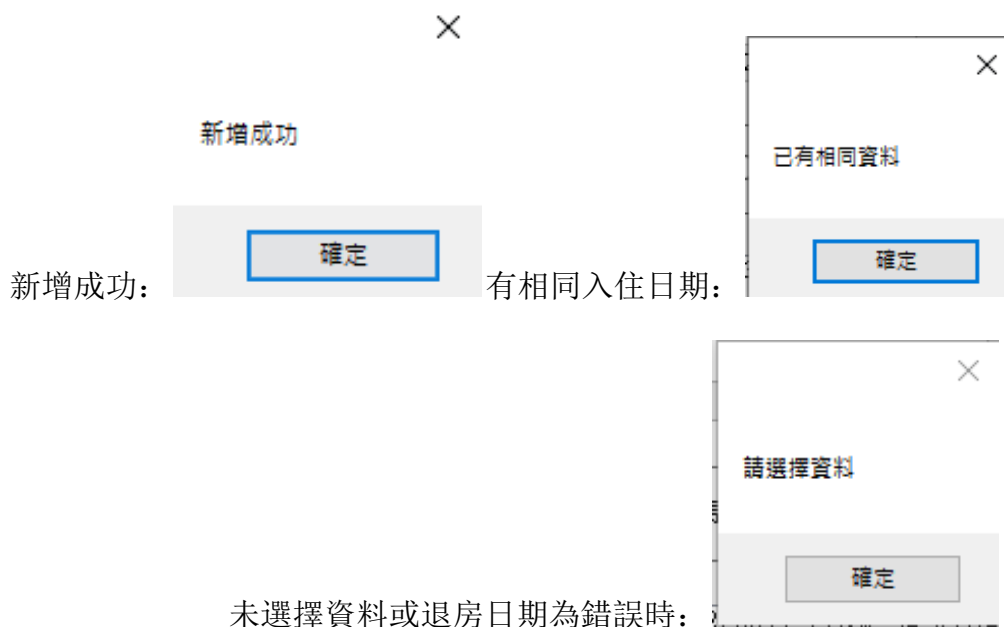 新增成功
已有相同資料
確定
確定
新增成功：
有相同入住日期：
請選擇資料
確定
未選擇資料或退房日期為錯誤時：